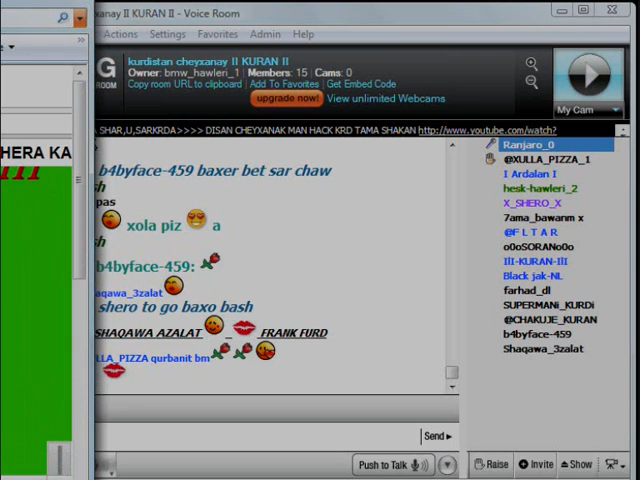 xanay II KURAN II - Voice Room
Actions Settings Favorites Admin Help
G
ROOM
kurdistan cheyxanay II KURAN II
Owner: bmw_hawleri_1 | Members: 15 | Cams: 0
Copy room URL to clipboard | Add To Favorites | Get Embed Code
upgrade now! View unlimited Webcams
My Cam
SHAR,U,SARKRDA>>>> DISAN CHEYXANAK MAN HACK KRD TAMA SHAKAN http://www.youtube.com/watch?
HERA KA
b4byface-459 baxer bet sar chaw
sh
pas
xola piz a
sh
b4byface-459:
aqawa_3zalat
shero to go baxo bash
SHAQAWA AZALAT _ FRANK FURD
LLA_PIZZA qurbanit bm
Ranjaro_0
@XULLA_PIZZA_1
I Ardalan I
hesk-hawleri_2
X_SHERO_X
7ama_bawanm x
@F L T A R
o0oSORANo0o
IlI-KURAN-IlI
Black jak-NL
farhad_dl
SUPERMANi_KURDi
@CHAKUJE_KURAN
b4byface-459
Shaqawa_3zalat
Send
Push to Talk
Raise Invite Show